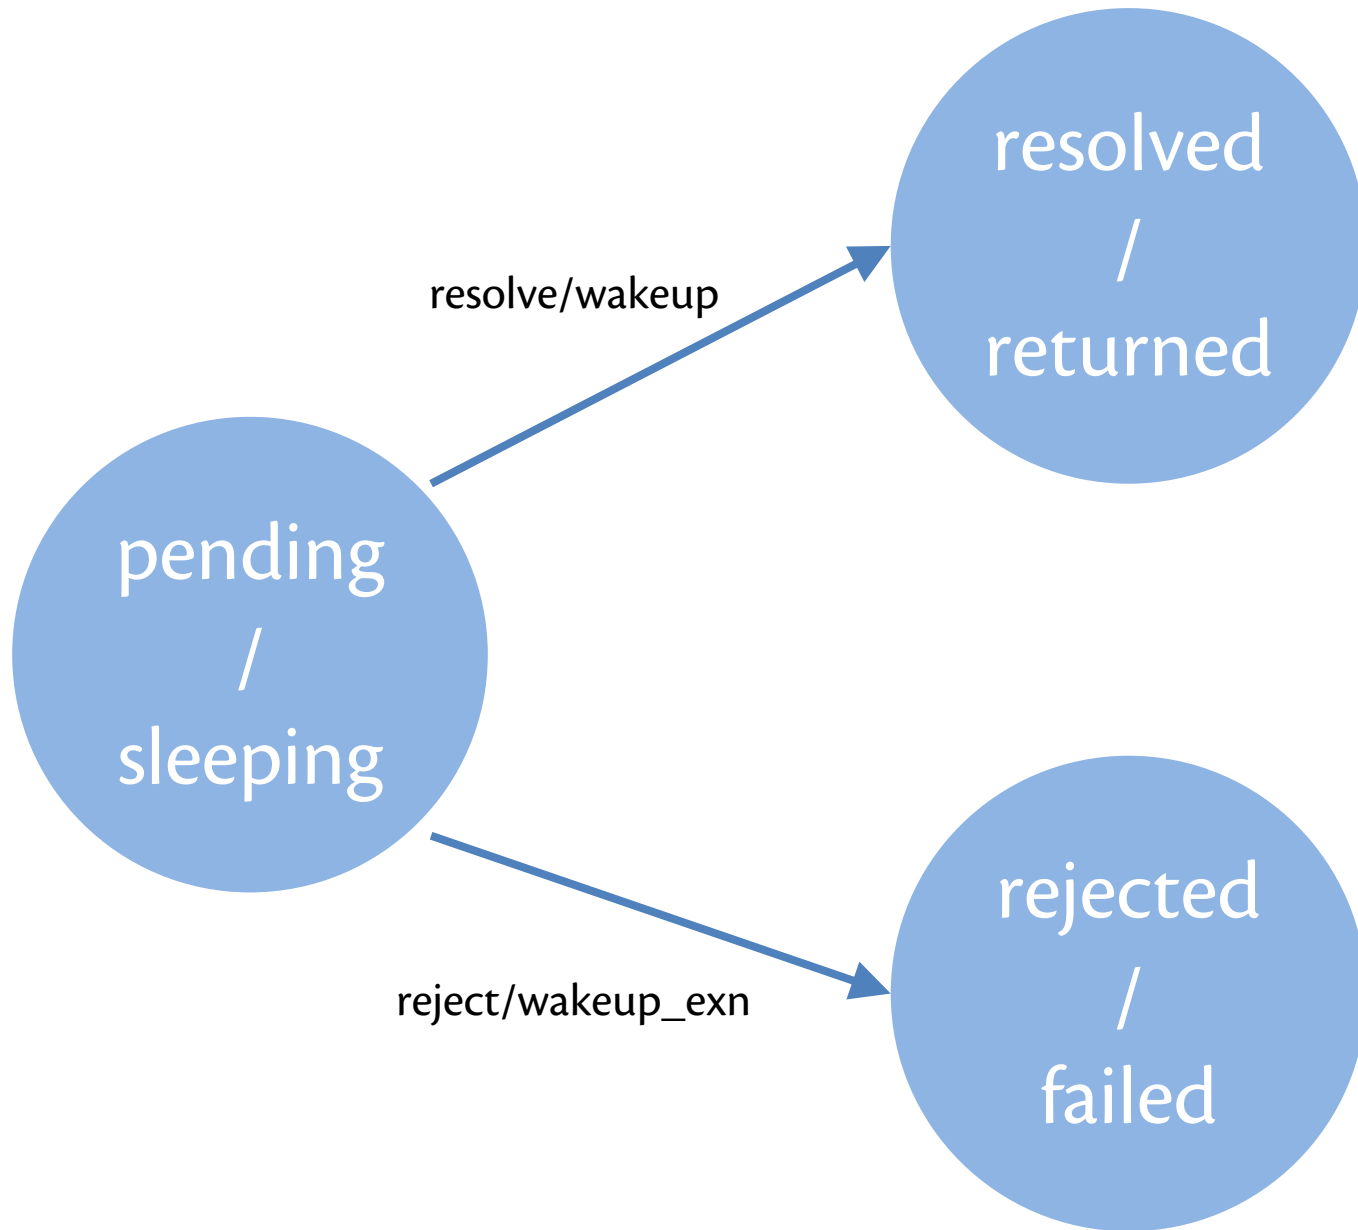 resolved
/
returned
resolve/wakeup
pending
/
sleeping
reject/wakeup_exn
rejected
/
failed